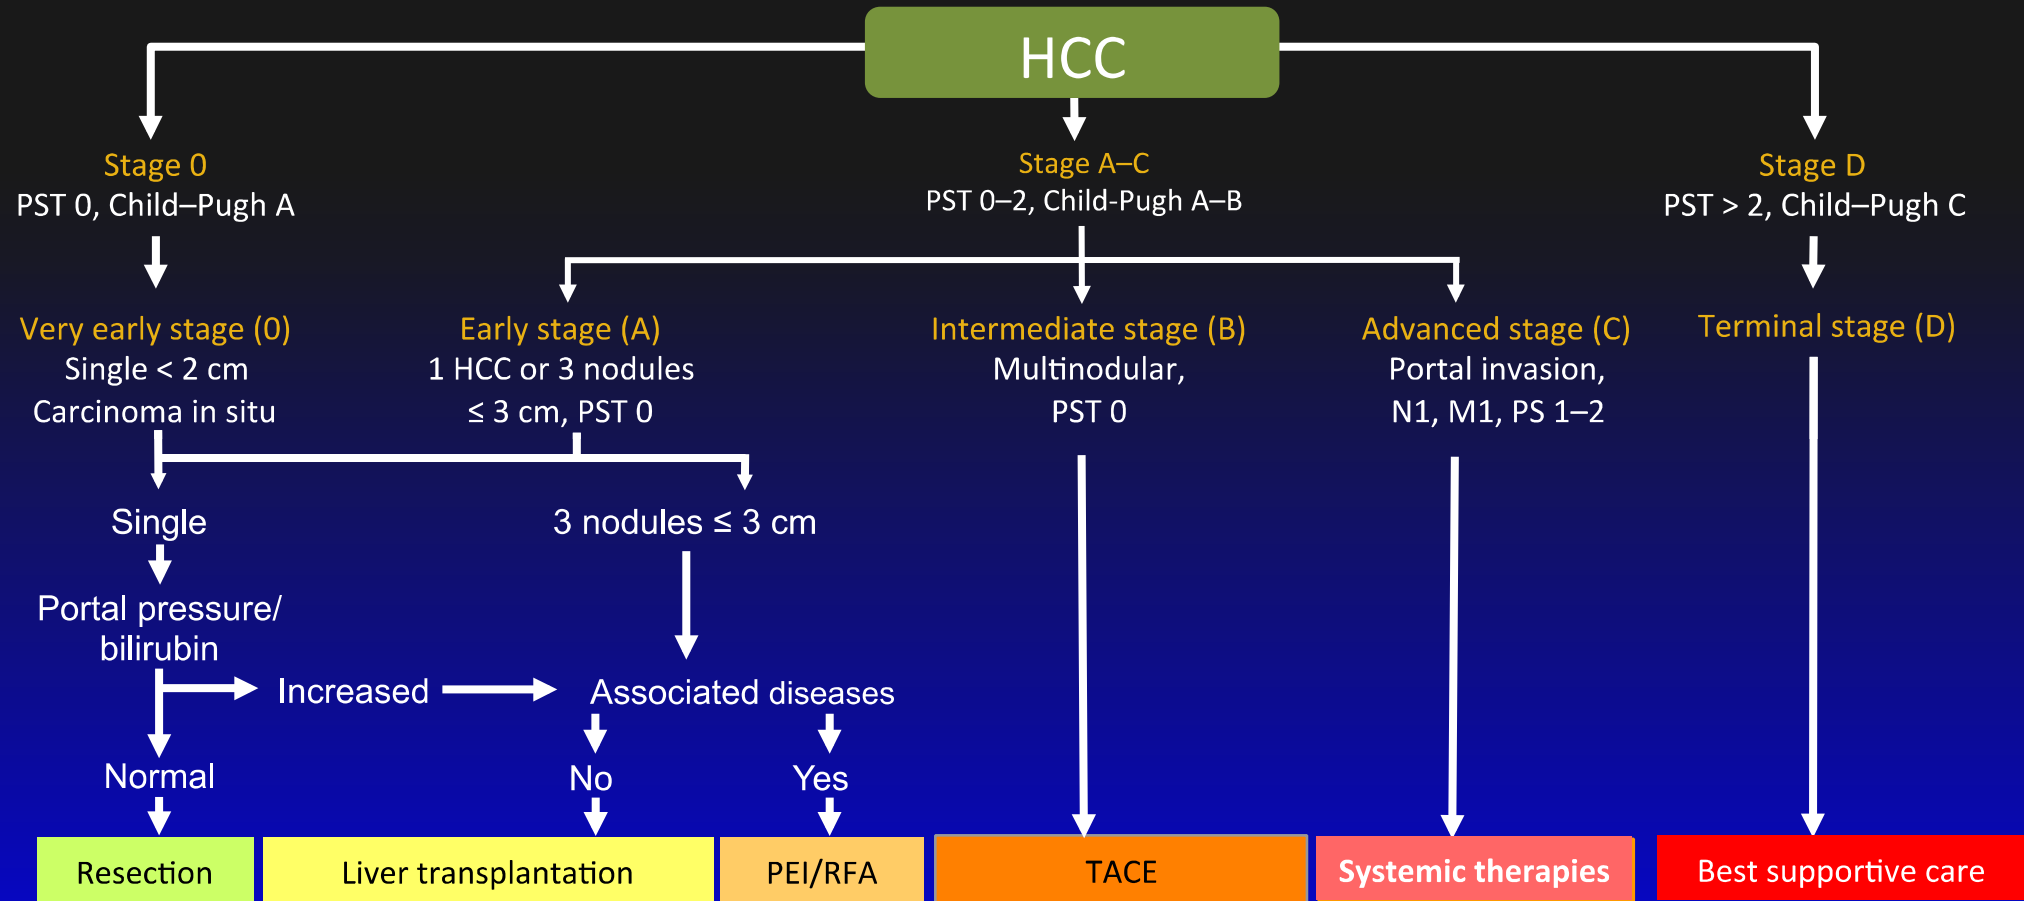 HCC
Stage 0
PST 0, Child–Pugh A
Stage A–C
PST 0–2, Child-Pugh A–B
Stage D
PST > 2, Child–Pugh C
Very early stage (0)
Single < 2 cm
Carcinoma in situ
Early stage (A)
1 HCC or 3 nodules
≤ 3 cm, PST 0
Intermediate stage (B)
Multinodular,
PST 0
Advanced stage (C)
Portal invasion,
N1, M1, PS 1–2
Terminal stage (D)
Single
3 nodules ≤ 3 cm
Portal pressure/
bilirubin
Increased
Associated diseases
Normal
No
Yes
Resection
Liver transplantation
PEI/RFA
TACE
Systemic therapies
Best supportive care